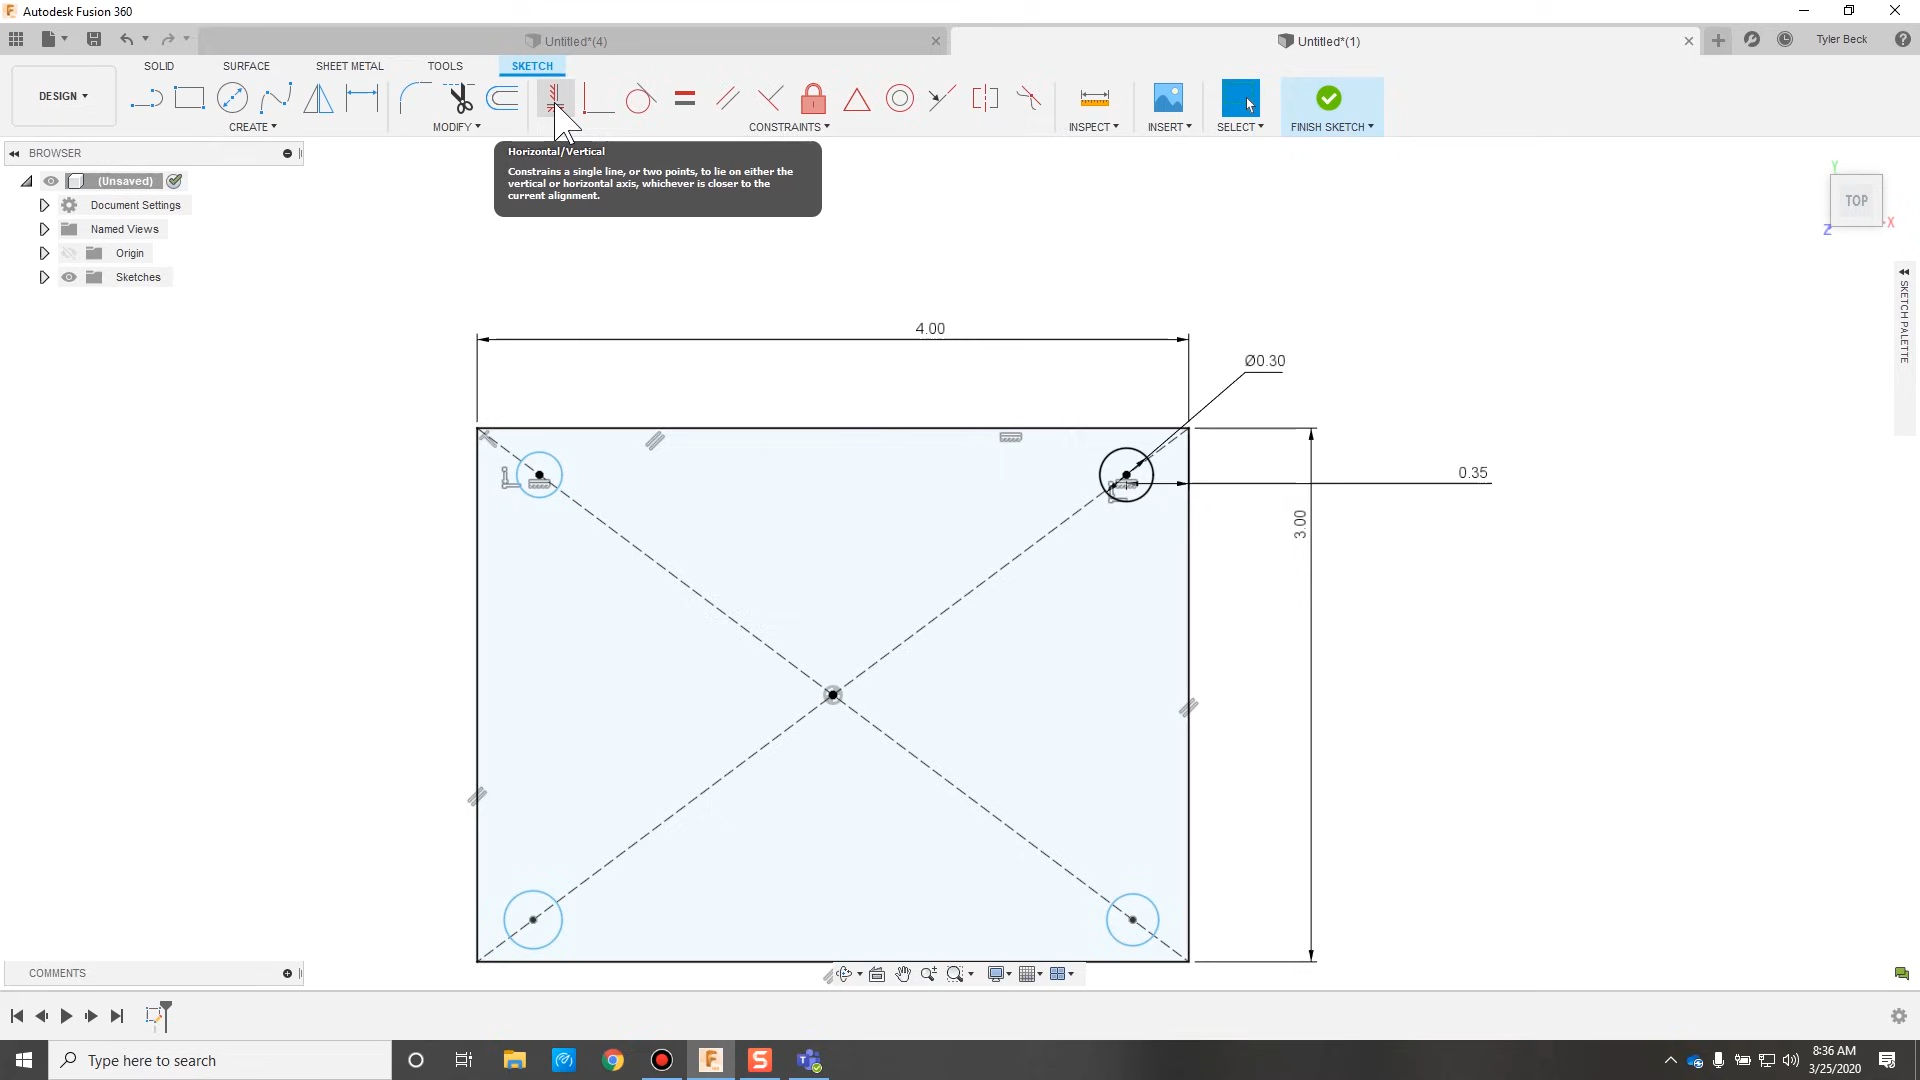 Autodesk Fusion 360
Untitled*(4)
Untitled*(1)
Tyler Beck
SOLID
SURFACE
SHEET METAL
TOOLS
SKETCH
DESIGN
CREATE
MODIFY
CONSTRAINTS
INSPECT
INSERT
SELECT
FINISH SKETCH
BROWSER
Horizontal/Vertical
Constrains a single line, or two points, to lie on either the
vertical or horizontal axis, whichever is closer to the
current alignment.
(Unsaved)
Document Settings
Named Views
Origin
Sketches
Y
TOP
X
Z
SKETCH PALETTE
4.00
Ø0.30
0.35
3.00
COMMENTS
Type here to search
8:36 AM
3/25/2020